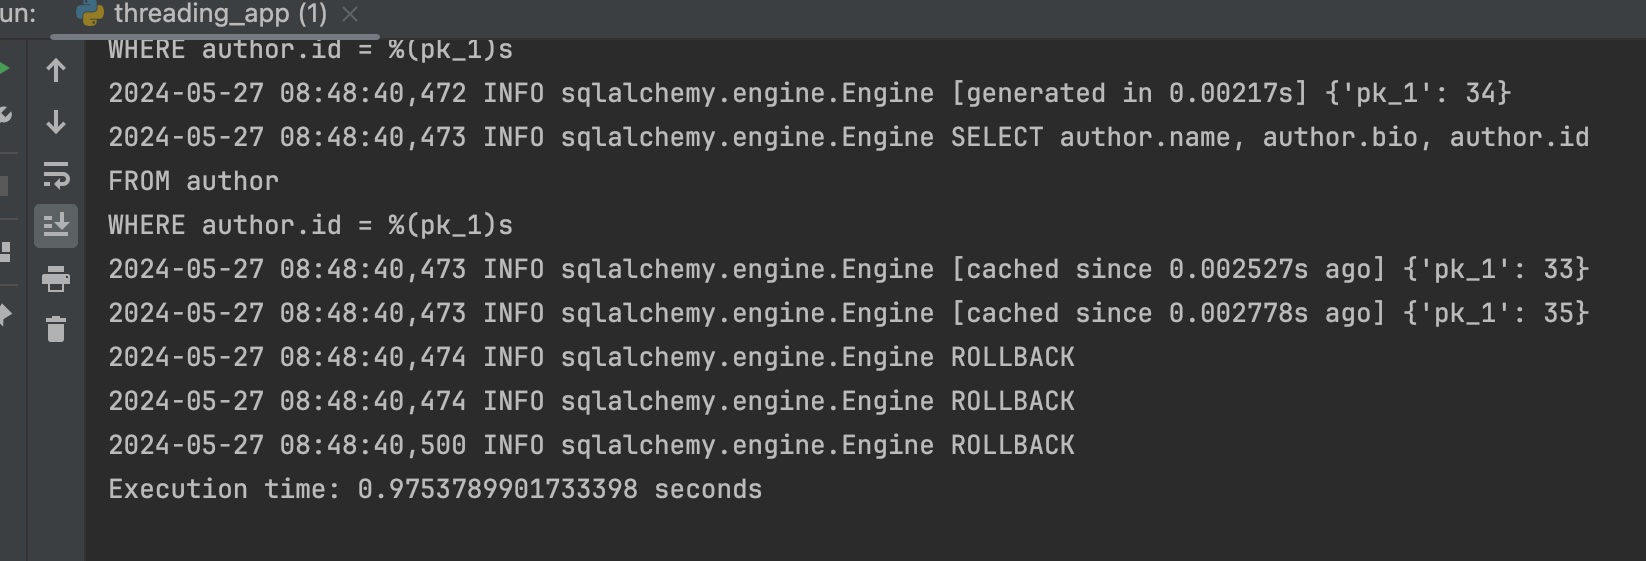 un:
threading_app (1)
WHERE author.id = %(pk_1)s
2024-05-27 08:48:40,472 INFO sqlalchemy.engine.Engine [generated in 0.00217s] {'pk_1': 34}
2024-05-27 08:48:40,473 INFO sqlalchemy.engine.Engine SELECT author.name, author.bio, author.id
FROM author
WHERE author.id = %(pk_1)s
2024-05-27 08:48:40,473 INFO sqlalchemy.engine.Engine [cached since 0.002527s ago] {'pk_1': 33}
2024-05-27 08:48:40,473 INFO sqlalchemy.engine.Engine [cached since 0.002778s ago] {'pk_1': 35}
2024-05-27 08:48:40,474 INFO sqlalchemy.engine.Engine ROLLBACK
2024-05-27 08:48:40,474 INFO sqlalchemy.engine.Engine ROLLBACK
2024-05-27 08:48:40,500 INFO sqlalchemy.engine.Engine ROLLBACK
Execution time: 0.9753789901733398 seconds